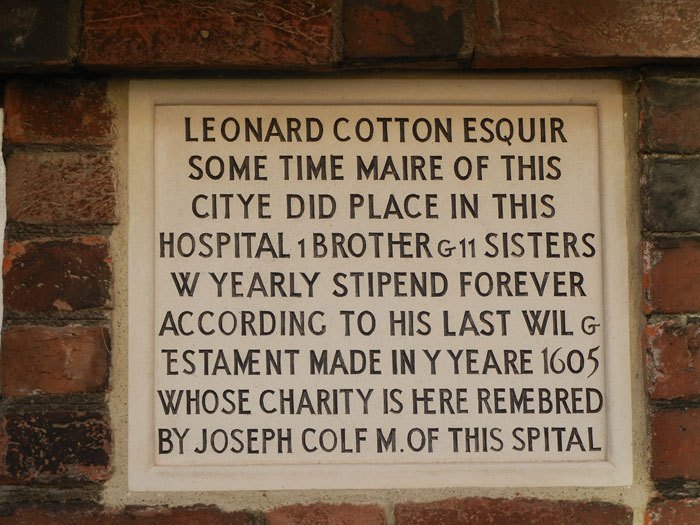 LEONARD COTTON ESQUIR
SOME TIME MAIRE OF THIS
CITYE DID PLACE IN THIS
HOSPITAL 1 BROTHER & 11 SISTERS
W YEARLY STIPEND FOREVER
ACCORDING TO HIS LAST WIL &
TESTAMENT MADE IN Y YEARE 1605
WHOSE CHARITY IS HERE REMEBRED
BY JOSEPH COLF M. OF THIS SPITAL